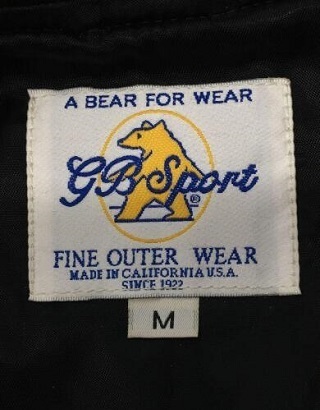 A BEAR FOR WEAR
GB Sport
®
FINE OUTER WEAR
MADE IN CALIFORNIA U.S.A.
SINCE 1922
M